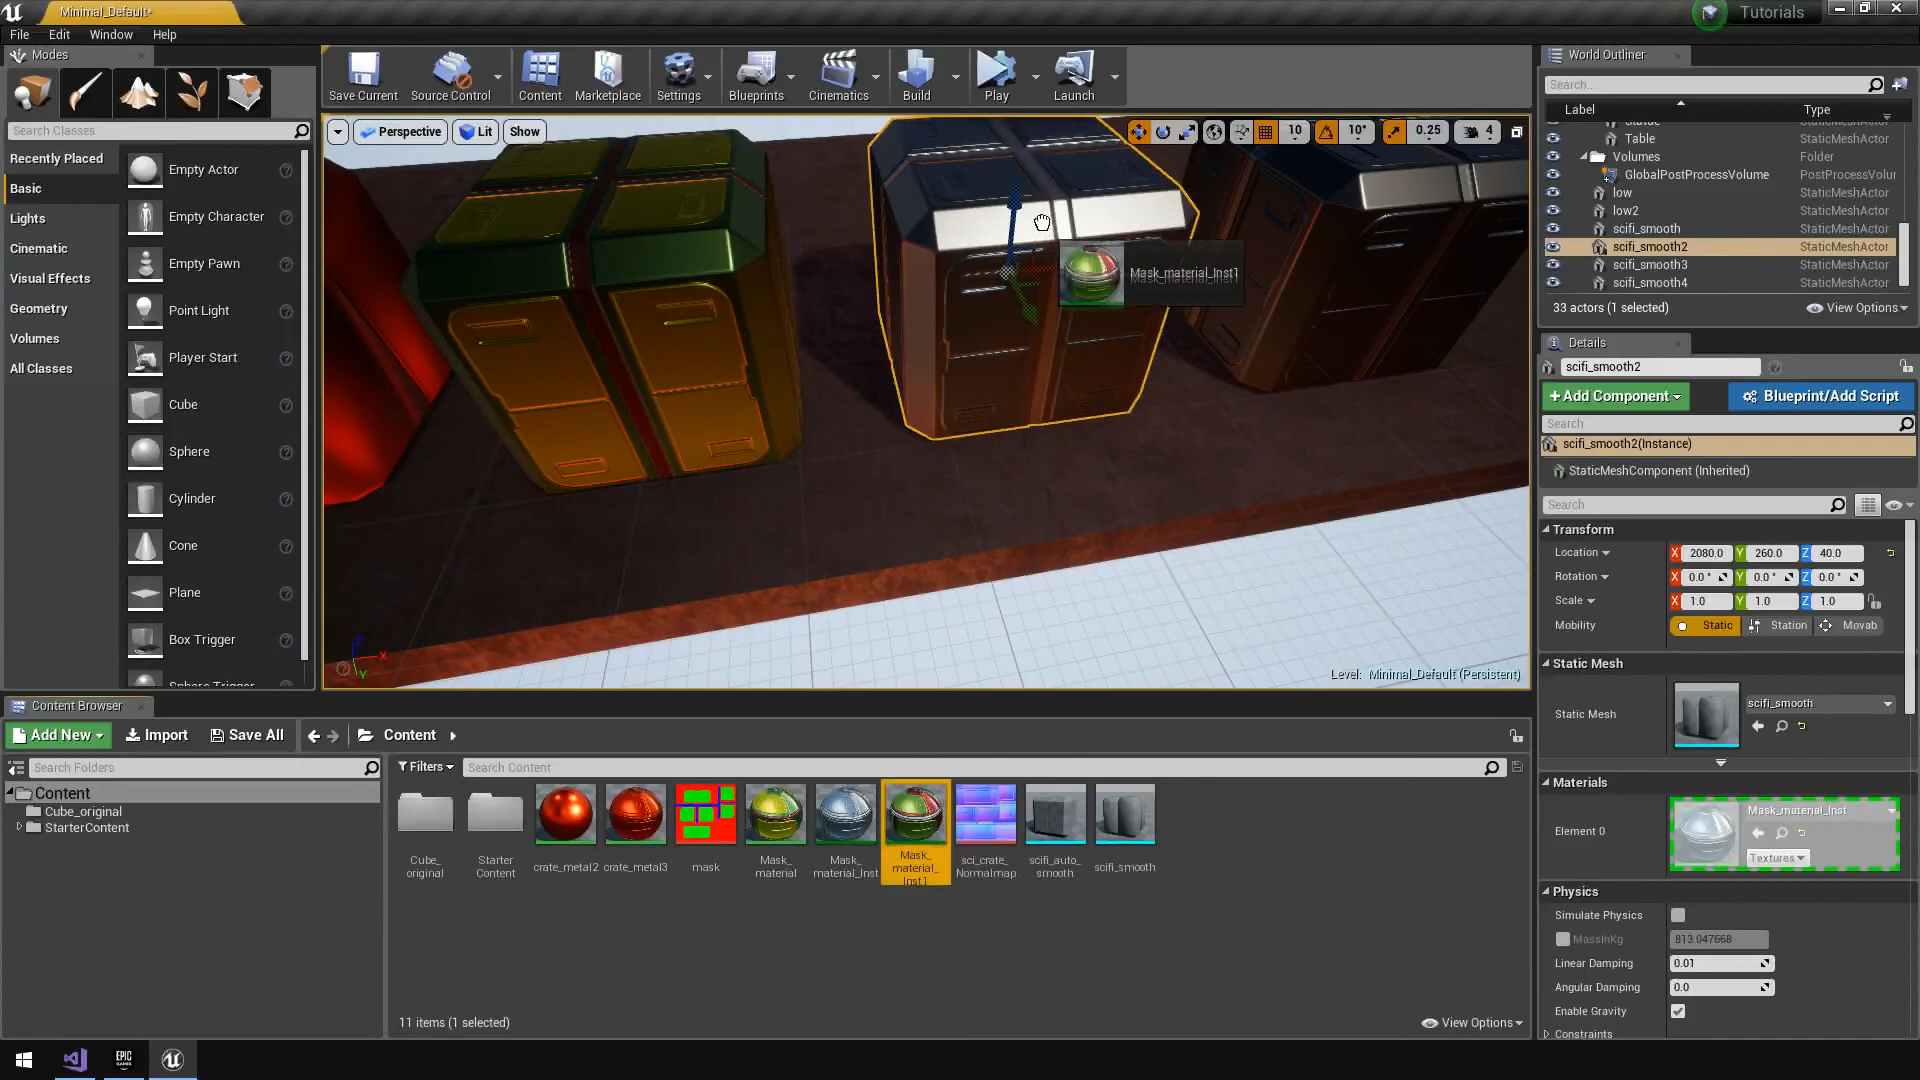 Minimal_Default*
Tutorials
File Edit Window Help
Modes
Search Classes
Recently Placed
Basic
Lights
Cinematic
Visual Effects
Geometry
Volumes
All Classes
Empty Actor
Empty Character
Empty Pawn
Point Light
Player Start
Cube
Sphere
Cylinder
Cone
Plane
Box Trigger
Sphere Trigger
Save Current
Source Control
Content
Marketplace
Settings
Blueprints
Cinematics
Build
Play
Launch
Perspective Lit Show
10 10° 0.25 4
Mask_material_Inst1
Z X Y
Level: Minimal_Default (Persistent)
World Outliner
Search...
Label Type
Table StaticMeshActor
Volumes Folder
GlobalPostProcessVolume PostProcessVolur
low StaticMeshActor
low2 StaticMeshActor
scifi_smooth StaticMeshActor
scifi_smooth2 StaticMeshActor
scifi_smooth3 StaticMeshActor
scifi_smooth4 StaticMeshActor
33 actors (1 selected) View Options
Details
scifi_smooth2
+Add Component Blueprint/Add Script
Search
scifi_smooth2(Instance)
StaticMeshComponent (Inherited)
Search
Transform
Location X 2080.0 Y 260.0 Z 40.0
Rotation X 0.0° Y 0.0° Z 0.0°
Scale X 1.0 Y 1.0 Z 1.0
Mobility Static Station Movab
Static Mesh
Static Mesh scifi_smooth
Materials
Element 0 Mask_material_Inst
Textures
Physics
Simulate Physics
MassInKg 813.047668
Linear Damping 0.01
Angular Damping 0.0
Enable Gravity
Constraints
Content Browser
Add New Import Save All Content
Search Folders
Content
Cube_original
StarterContent
Filters Search Content
Cube_
original
Starter
Content
crate_metal2
crate_metal3
mask
Mask_
material
Mask_
material_Inst
Mask_
material_
Inst1
sci_crate_
Normalmap
scifi_auto_
smooth
scifi_smooth
11 items (1 selected) View Options
EPIC
GAMES